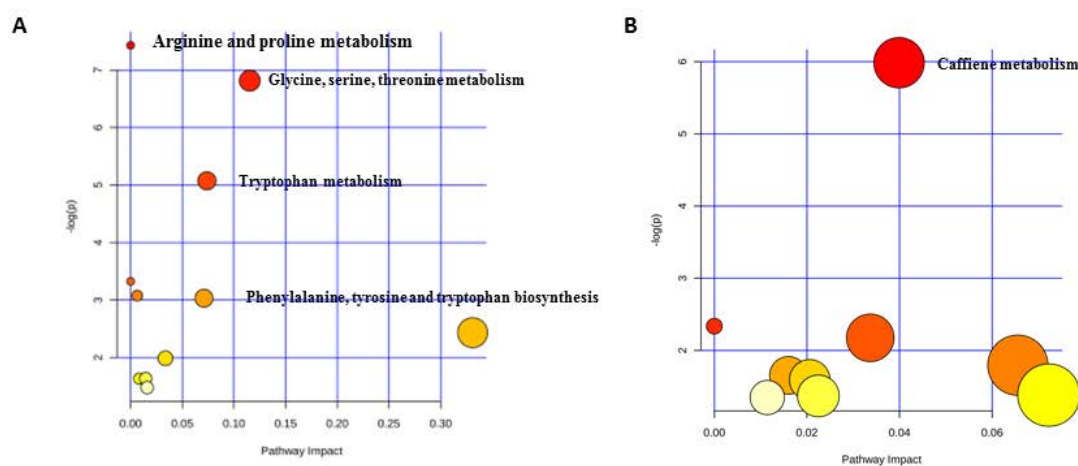 A
Arginine and proline metabolism
7
Glycine, serine, threonine metabolism
6
5
Tryptophan metabolism
4
3
Phenylalanine, tyrosine and tryptophan biosynthesis
2
-log(p)
0.00 0.05 0.10 0.15 0.20 0.25 0.30
Pathway Impact
B
6
Caffiene metabolism
5
4
3
2
-log(p)
0.00 0.02 0.04 0.06
Pathway Impact